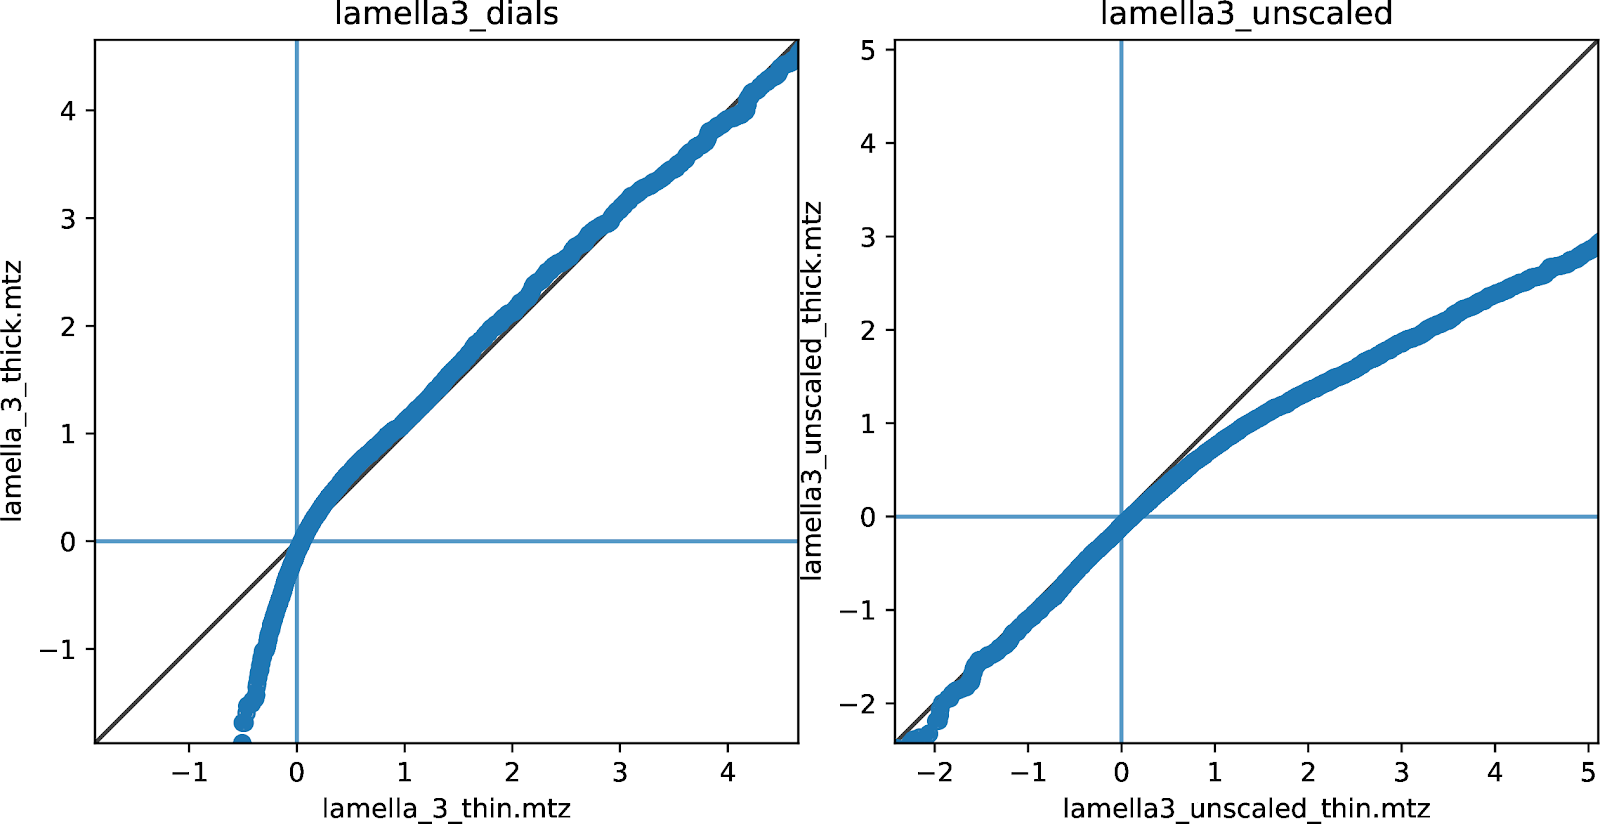 lamella3_dials
lamella_3_thick.mtz
4
3
2
1
0
−1
−1 0 1 2 3 4
lamella_3_thin.mtz
lamella3_unscaled
lamella3_unscaled_thick.mtz
5
4
3
2
1
0
−1
−2
−2 −1 0 1 2 3 4 5
lamella3_unscaled_thin.mtz